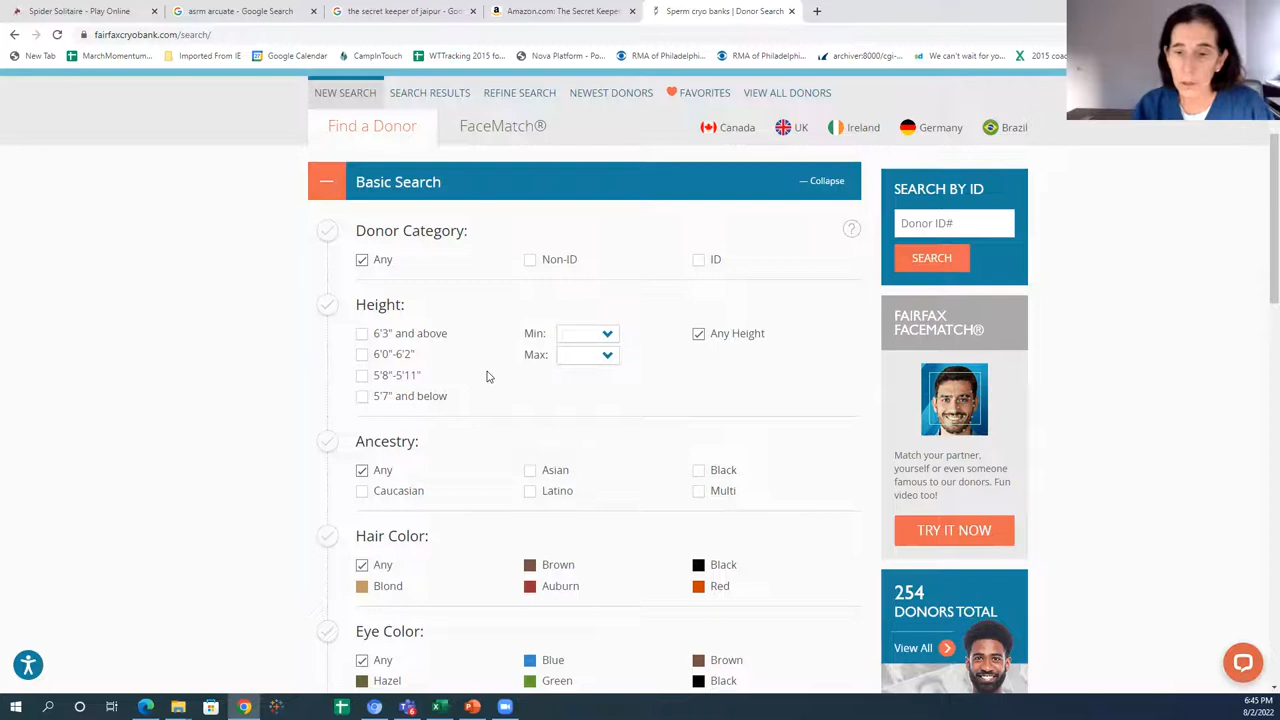 Spider Solitaire - Play Online
asrm arcuate - Google Search
the secret keeper of jaipur - Goo
Amazon.com: The Secret Keeper
Sperm cryo banks | Donor Search
fairfaxcryobank.com/search/
New Tab
MarchMomentum...
Imported From IE
Google Calendar
CattonInTouch
WTTracking 2015 fo...
Nova Platform - Po...
RMA of Philadelphi...
RMA of Philadelphi...
archiver8000/cgi-...
We can't wait for yo...
2015 coa
NEW SEARCH
SEARCH RESULTS
REFINE SEARCH
NEWEST DONORS
FAVORITES
VIEW ALL DONORS
Find a Donor
FaceMatch®
Canada
UK
Ireland
Germany
Brazil
Basic Search
— Collapse
Donor Category:
?
Any
Non-ID
ID
Height:
6'3" and above
Min:
Any Height
6'0"-6'2"
Max:
5'8"-5'11"
5'7" and below
Ancestry:
Any
Asian
Black
Caucasian
Latino
Multi
Hair Color:
Any
Brown
Black
Blond
Auburn
Red
Eye Color:
Any
Blue
Brown
Hazel
Green
Black
SEARCH BY ID
Donor ID#
SEARCH
FAIRFAX
FACEMATCH®
Match your partner,
yourself or even someone
famous to our donors. Fun
video too!
TRY IT NOW
254
DONORS TOTAL
View All
6:45 PM
8/2/2022